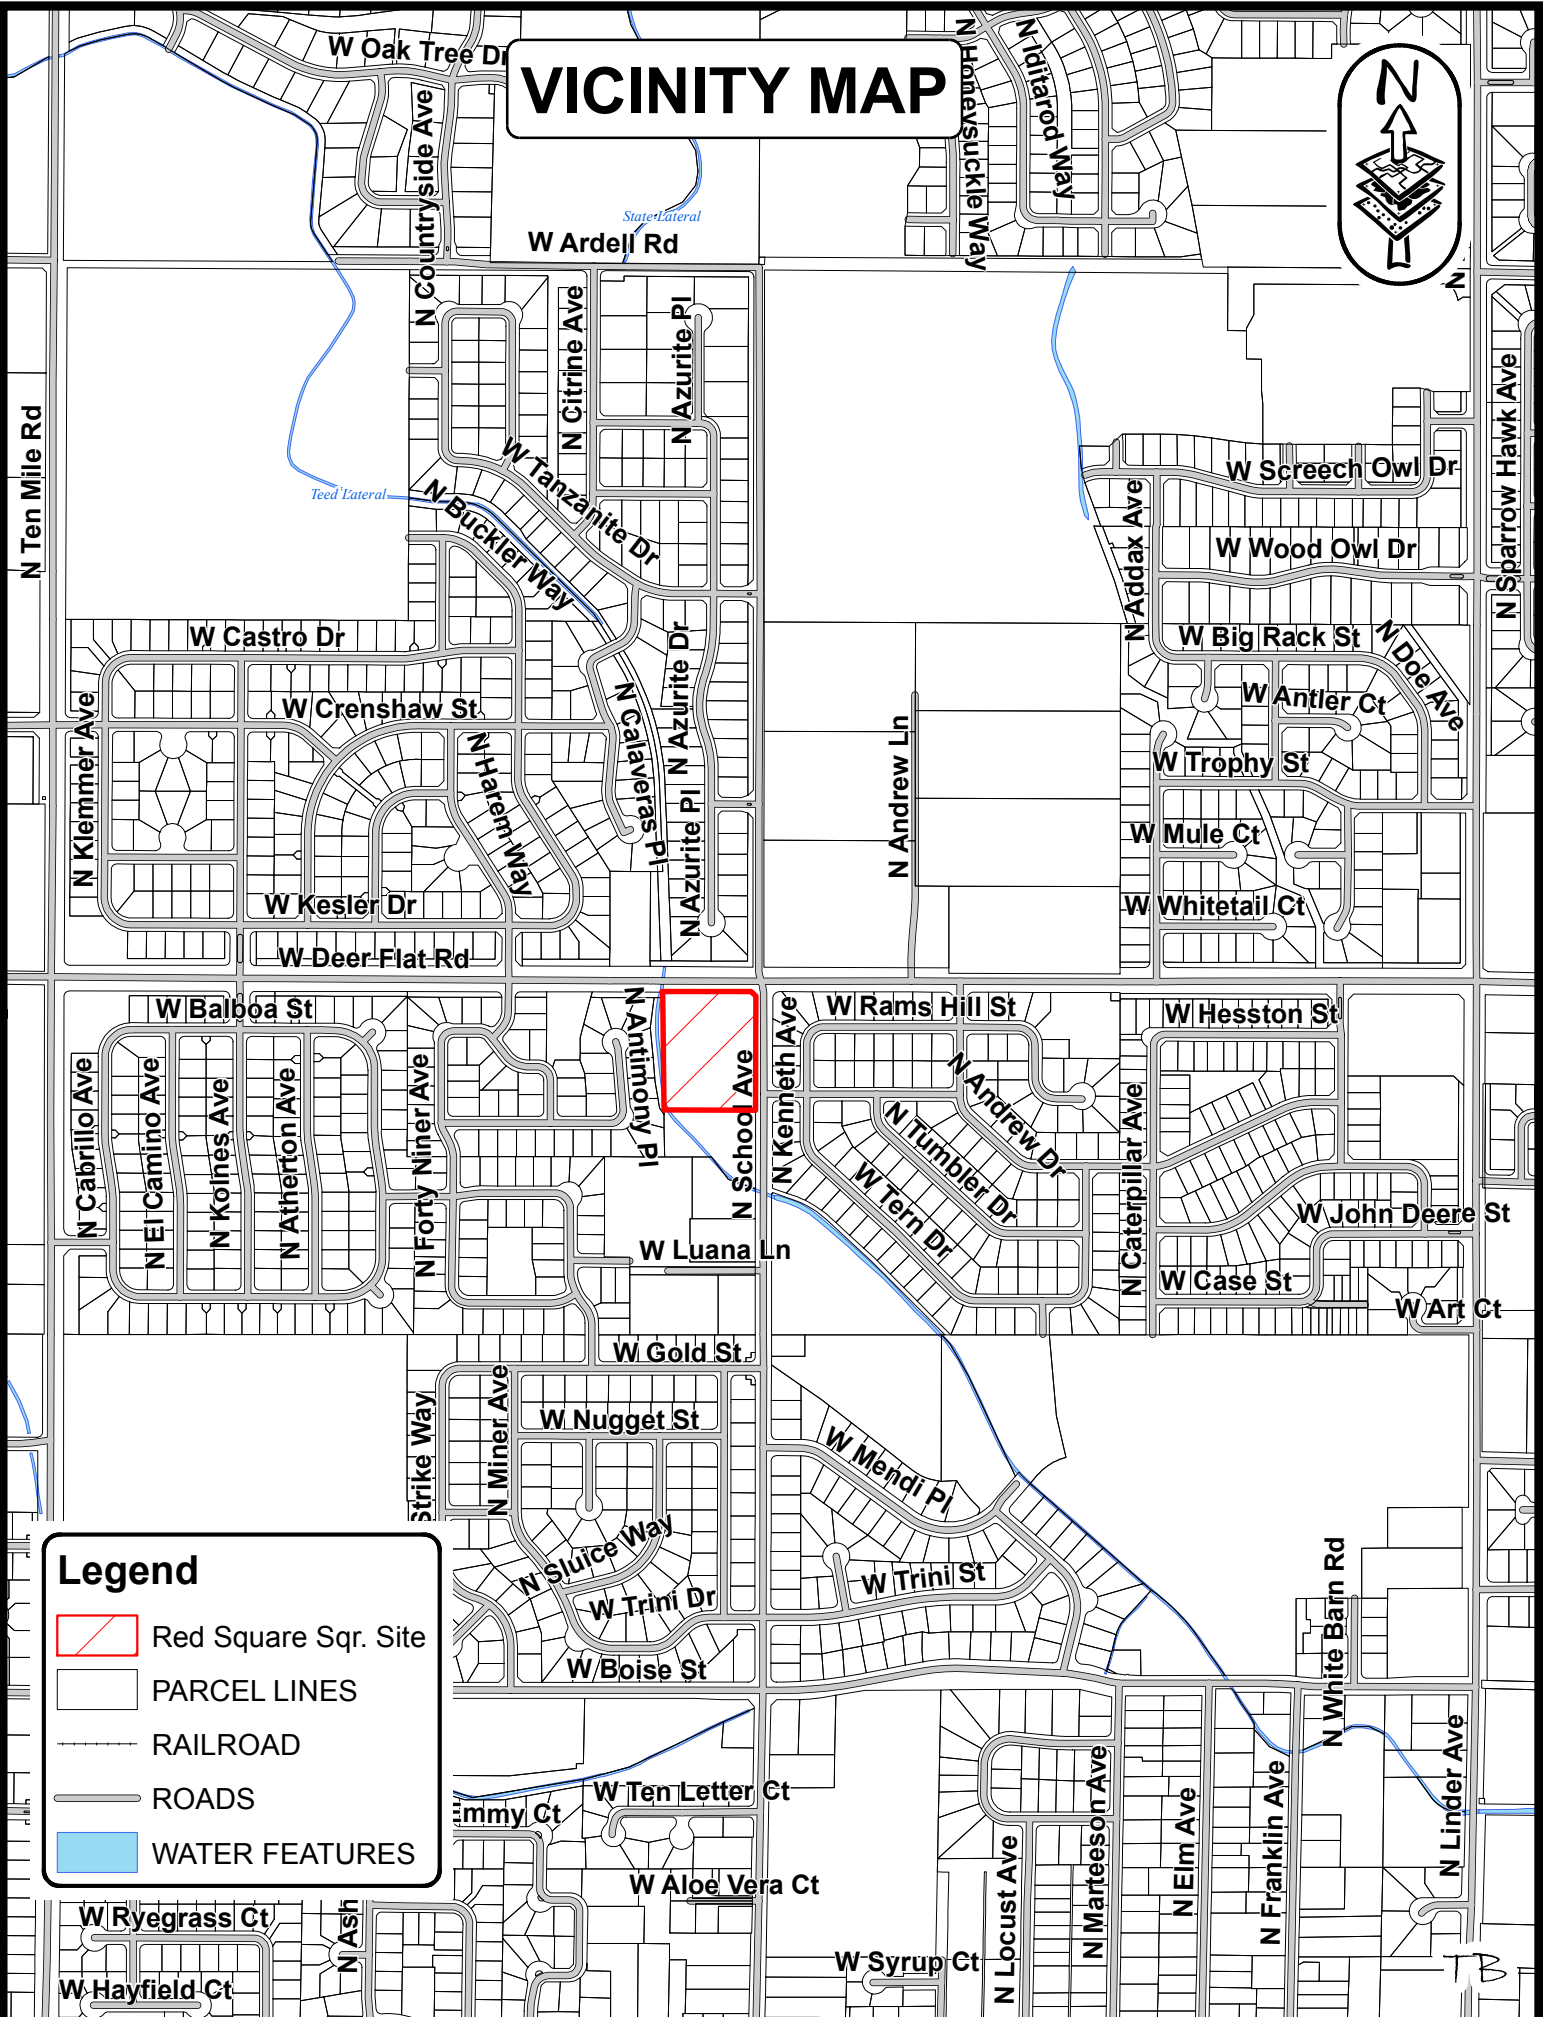 VICINITY MAP
N
W Oak Tree Dr
N Countryside Ave
N Honeysuckle Way
N Iditarod Way
State Lateral
W Ardell Rd
N
N Ten Mile Rd
N Citrine Ave
N Azurite Pl
N Sparrow Hawk Ave
W Tanzanite Dr
W Screech Owl Dr
Teed Lateral
N Buckler Way
N Addax Ave
W Wood Owl Dr
W Castro Dr
W Big Rack St
N Doe Ave
N Azurite Dr
N Klemmer Ave
W Crenshaw St
N Calaveras Pl
W Antler Ct
N Harem Way
N Andrew Ln
W Trophy St
N Azurite Pl
W Mule Ct
W Kesler Dr
W Whitetail Ct
W Deer Flat Rd
W Balboa St
N Antimony Pl
N Kenneth Ave
W Rams Hill St
W Hesston St
N Cabrillo Ave
N El Camino Ave
N Kolnes Ave
N Atherton Ave
N Forty Niner Ave
N School Ave
N Andrew Dr
N Tumbler Dr
W Tern Dr
N Caterpillar Ave
W John Deere St
W Luana Ln
W Case St
W Art Ct
W Gold St
Strike Way
N Miner Ave
W Nugget St
W Mendi Pl
N Sluice Way
W Trini St
W Trini Dr
N White Barn Rd
W Boise St
Legend
Red Square Sqr. Site
PARCEL LINES
RAILROAD
ROADS
WATER FEATURES
W Ten Letter Ct
Emmy Ct
N Marteeson Ave
N Elm Ave
N Franklin Ave
N Linder Ave
W Aloe Vera Ct
N Locust Ave
W Ryegrass Ct
N Ash
W Syrup Ct
W Hayfield Ct
TB